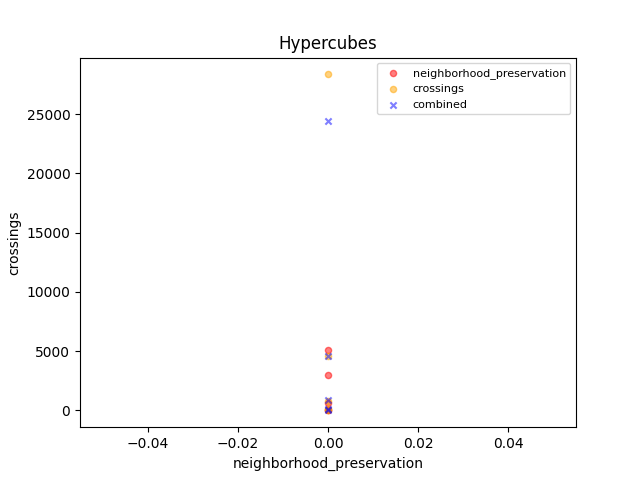 Hypercubes
neighborhood_preservation
crossings
combined
25000
20000
15000
10000
5000
0
crossings
−0.04
−0.02
0.00
0.02
0.04
neighborhood_preservation